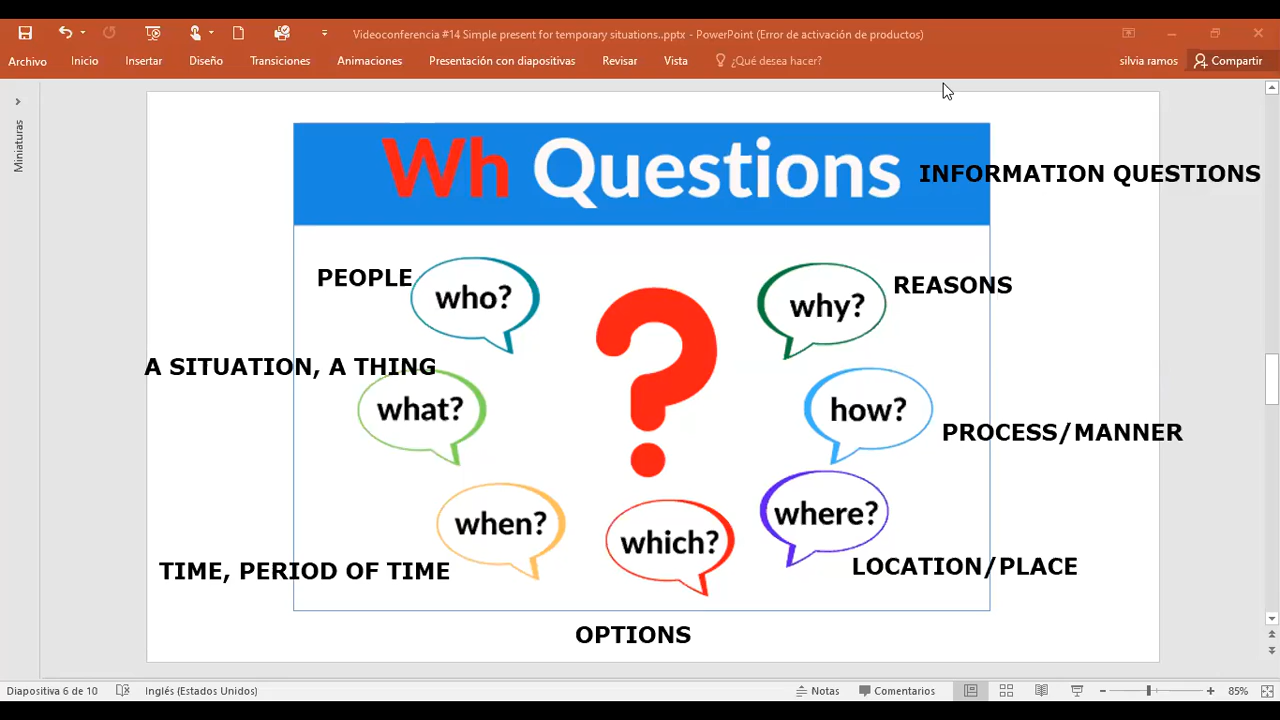 Videoconferencia #14 Simple present for temporary situations..pptx - PowerPoint (Error de activación de productos)
Archivo Inicio Insertar Diseño Transiciones Animaciones Presentación con diapositivas Revisar Vista ¿Qué desea hacer? silvia ramos Compartir
Miniaturas
Wh Questions
INFORMATION QUESTIONS
PEOPLE
who?
why?
REASONS
A SITUATION, A THING
what?
how?
PROCESS/MANNER
when?
which?
where?
TIME, PERIOD OF TIME
LOCATION/PLACE
OPTIONS
?
Diapositiva 6 de 10 Inglés (Estados Unidos) Notas Comentarios 85%